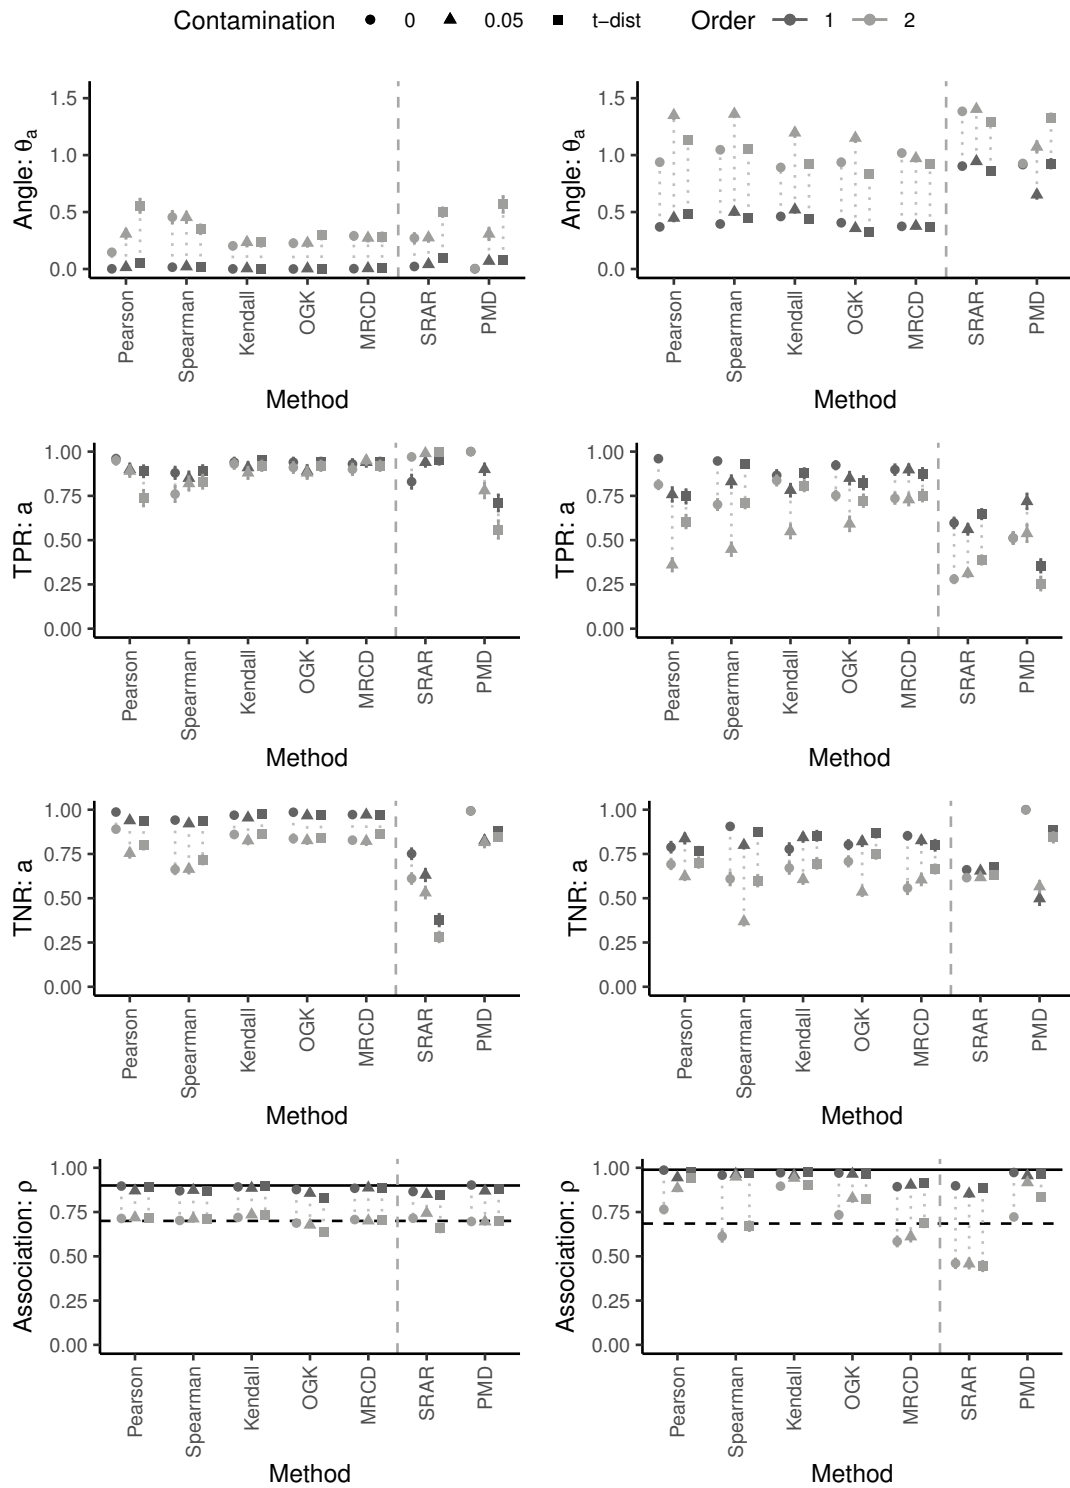 Contamination 0 0.05 t−dist Order 1 2
Angle: θa
1.5
1.0
0.5
0.0
Pearson
Spearman
Kendall
OGK
MRCD
SRAR
PMD
Method
Angle: θa
1.5
1.0
0.5
0.0
Pearson
Spearman
Kendall
OGK
MRCD
SRAR
PMD
Method
TPR: a
1.00
0.75
0.50
0.25
0.00
Pearson
Spearman
Kendall
OGK
MRCD
SRAR
PMD
Method
TPR: a
1.00
0.75
0.50
0.25
0.00
Pearson
Spearman
Kendall
OGK
MRCD
SRAR
PMD
Method
TNR: a
1.00
0.75
0.50
0.25
0.00
Pearson
Spearman
Kendall
OGK
MRCD
SRAR
PMD
Method
TNR: a
1.00
0.75
0.50
0.25
0.00
Pearson
Spearman
Kendall
OGK
MRCD
SRAR
PMD
Method
Association: ρ
1.00
0.75
0.50
0.25
0.00
Pearson
Spearman
Kendall
OGK
MRCD
SRAR
PMD
Method
Association: ρ
1.00
0.75
0.50
0.25
0.00
Pearson
Spearman
Kendall
OGK
MRCD
SRAR
PMD
Method